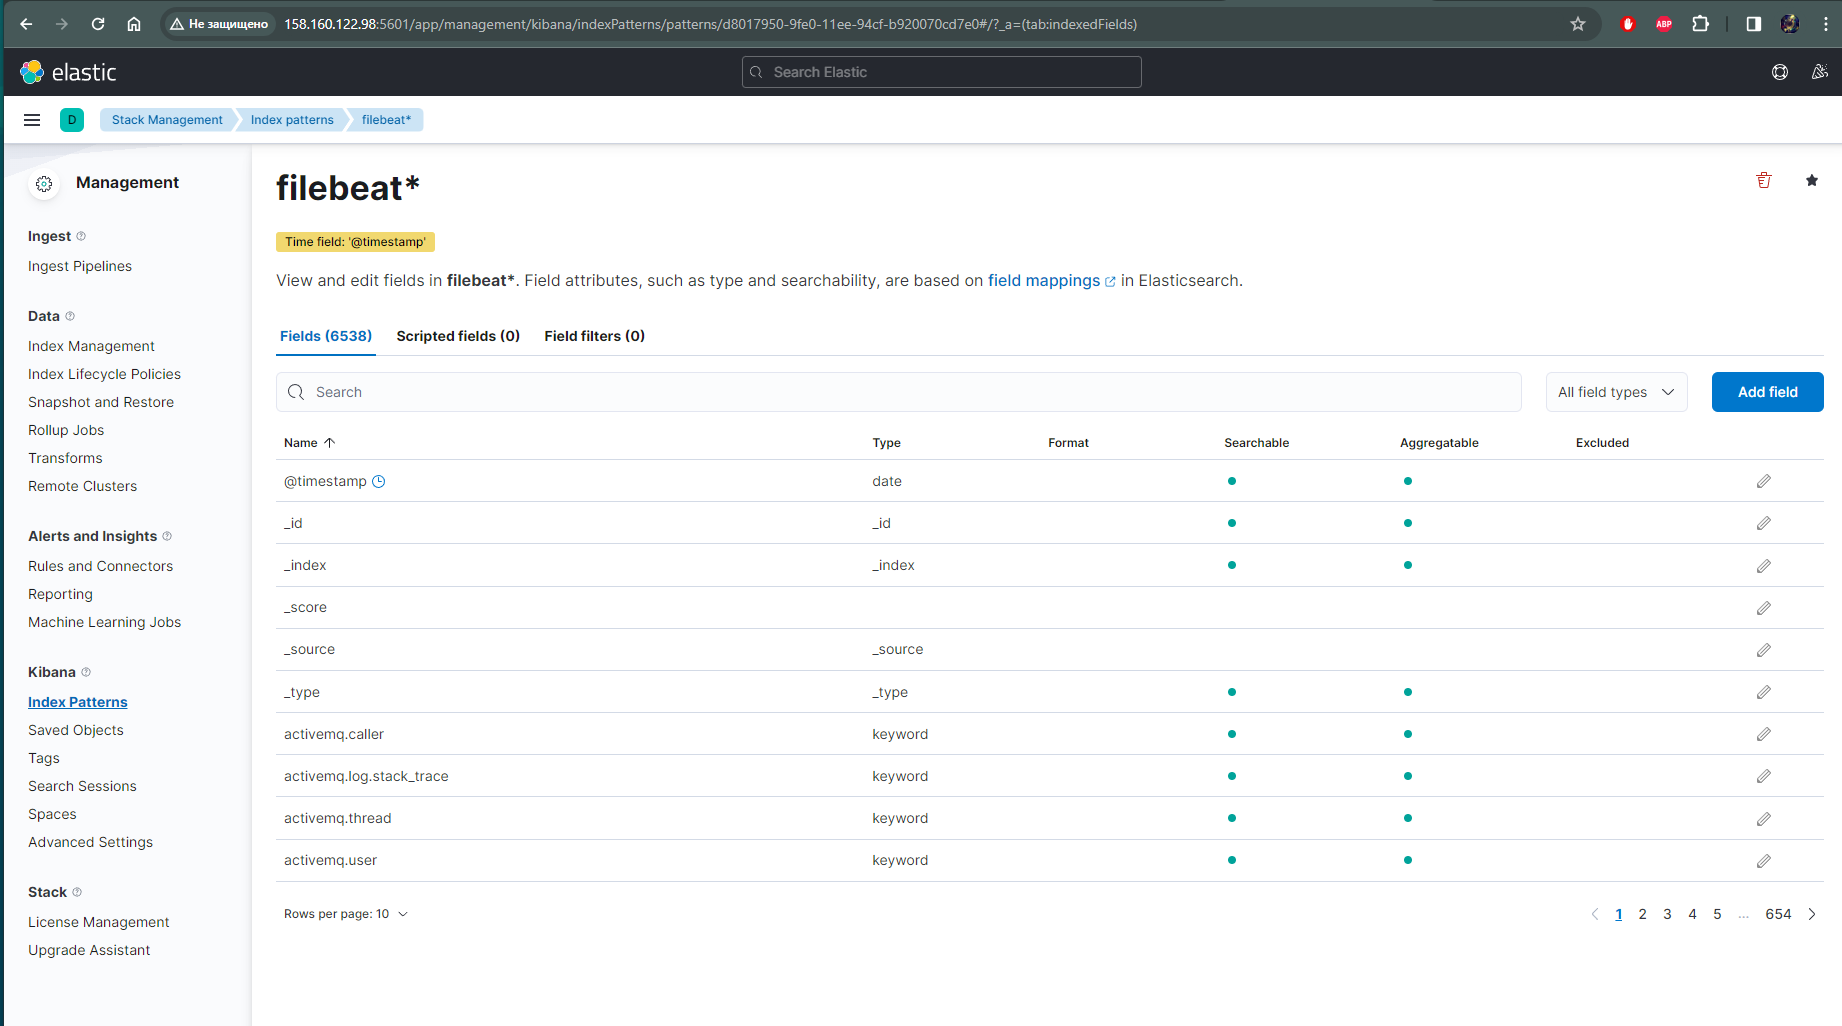 Не защищено 158.160.122.98:5601/app/management/kibana/indexPatterns/patterns/d8017950-9fe0-11ee-94cf-b920070cd7e0#/?_a=(tab:indexedFields)
ABP
elastic Search Elastic
D Stack Management Index patterns filebeat*
Management
Ingest
Ingest Pipelines
Data
Index Management
Index Lifecycle Policies
Snapshot and Restore
Rollup Jobs
Transforms
Remote Clusters
Alerts and Insights
Rules and Connectors
Reporting
Machine Learning Jobs
Kibana
Index Patterns
Saved Objects
Tags
Search Sessions
Spaces
Advanced Settings
Stack
License Management
Upgrade Assistant
filebeat*
Time field: '@timestamp'
View and edit fields in filebeat*. Field attributes, such as type and searchability, are based on field mappings in Elasticsearch.
Fields (6538) Scripted fields (0) Field filters (0)
Search All field types Add field
Name Type Format Searchable Aggregatable Excluded
@timestamp date
_id _id
_index _index
_score
_source _source
_type _type
activemq.caller keyword
activemq.log.stack_trace keyword
activemq.thread keyword
activemq.user keyword
Rows per page: 10 1 2 3 4 5 ... 654